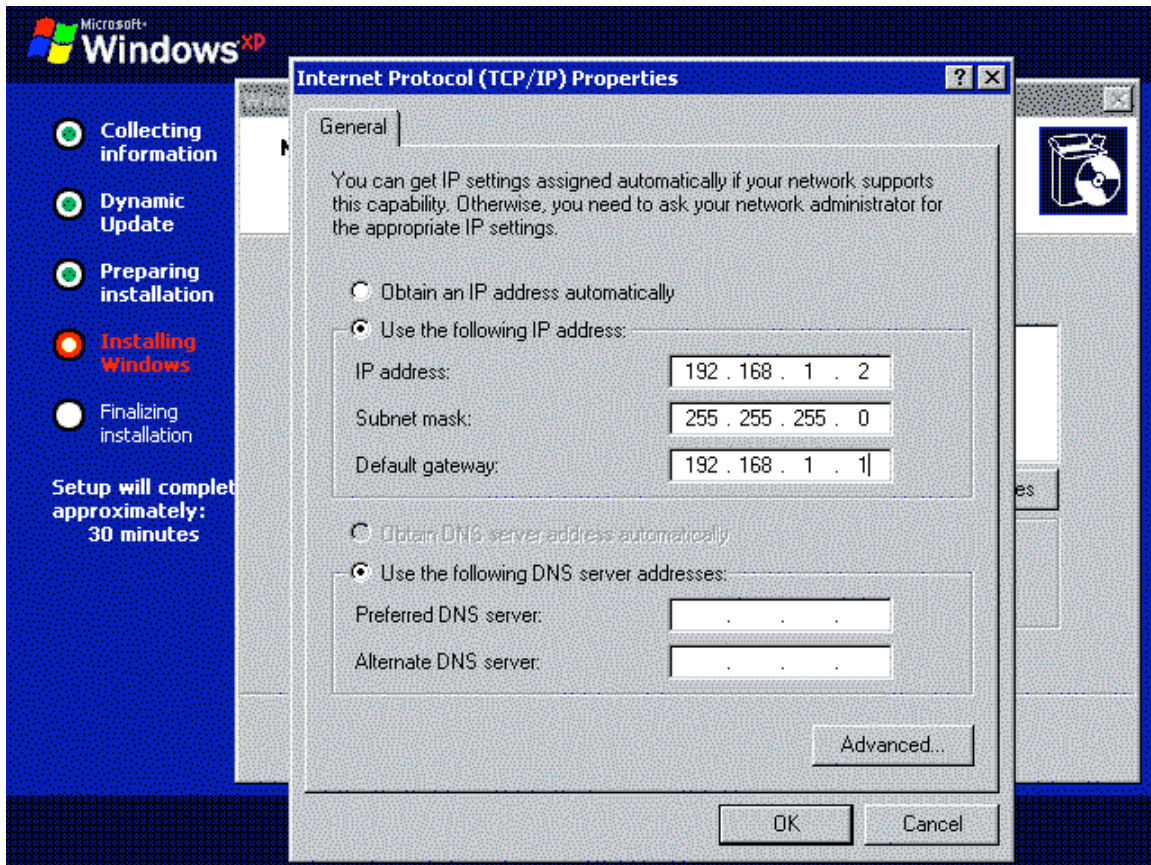 Microsoft
Windows xp
Collecting
information
Dynamic
Update
Preparing
installation
Installing
Windows
Finalizing
installation
Setup will complet
approximately:
30 minutes
Internet Protocol (TCP/IP) Properties
General
You can get IP settings assigned automatically if your network supports
this capability. Otherwise, you need to ask your network administrator for
the appropriate IP settings.
Obtain an IP address automatically
Use the following IP address:
IP address: 192 . 168 . 1 . 2
Subnet mask: 255 . 255 . 255 . 0
Default gateway: 192 . 168 . 1 . 1
Obtain DNS server address automatically
Use the following DNS server addresses:
Preferred DNS server: . . .
Alternate DNS server: . . .
Advanced...
OK Cancel
es